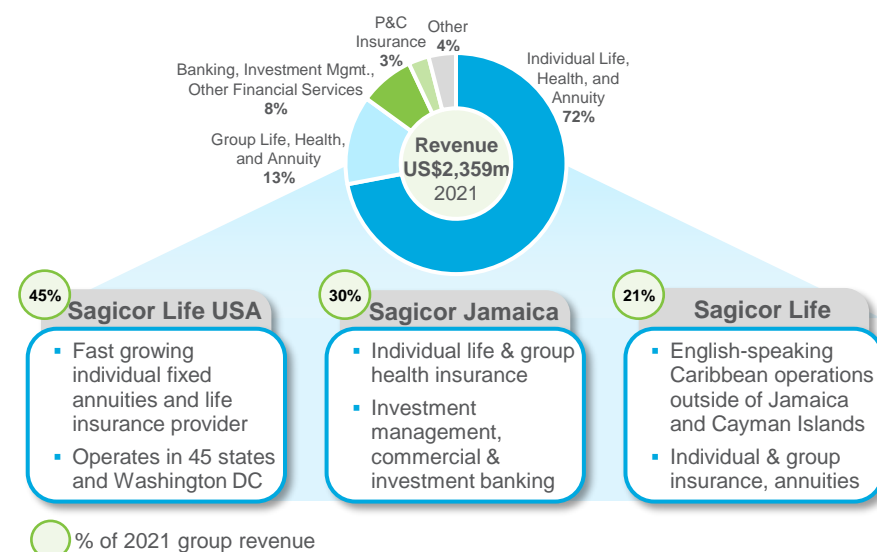 P&C
Insurance
3%
Other
4%
Individual Life,
Health, and
Annuity
72%
Banking, Investment Mgmt.,
Other Financial Services
8%
Group Life, Health,
and Annuity
13%
Revenue
US$2,359m
2021
45%
Sagicor Life USA
▪ Fast growing
individual fixed
annuities and life
insurance provider
▪ Operates in 45 states
and Washington DC
30%
Sagicor Jamaica
▪ Individual life & group
health insurance
▪ Investment
management,
commercial &
investment banking
21%
Sagicor Life
▪ English-speaking
Caribbean operations
outside of Jamaica
and Cayman Islands
▪ Individual & group
insurance, annuities
% of 2021 group revenue